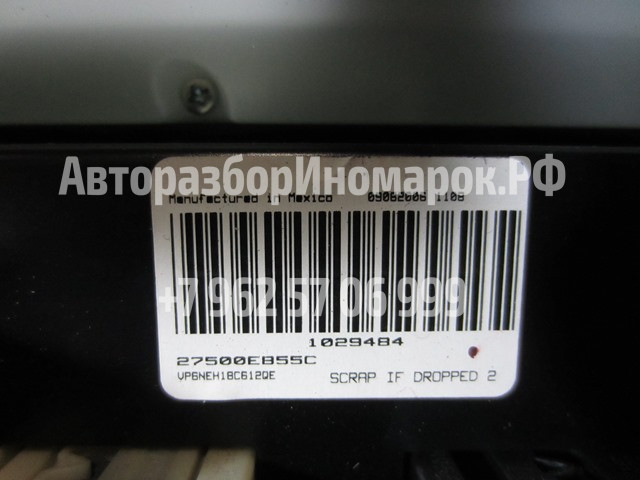 АвторазборИномарок.РФ
Manufactured in Mexico 09082006 1108
+7 962 57 06 999
1029484
27500EB55C
VP6NEH18C612QE
SCRAP IF DROPPED 2